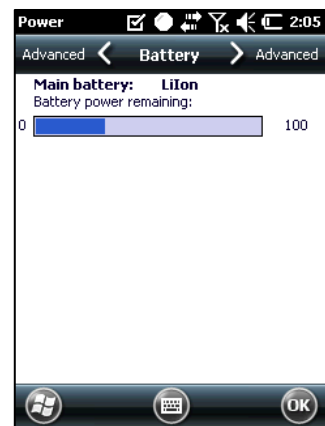 Power 2:05
Advanced Battery Advanced
Main battery: LiIon
Battery power remaining:
0 100
OK